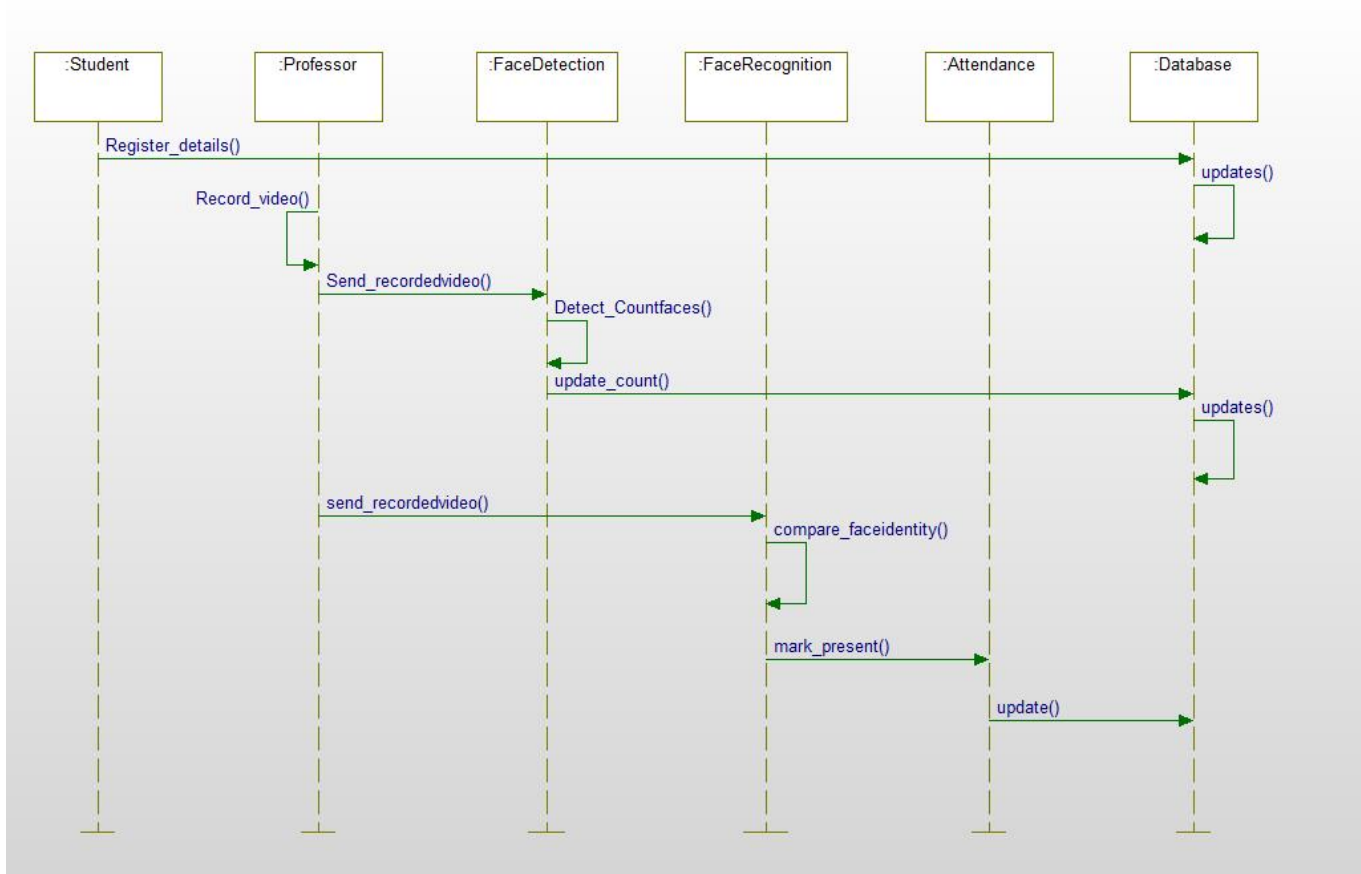 :Student
:Professor
:FaceDetection
:FaceRecognition
:Attendance
:Database
Register_details()
updates()
Record_video()
Send_recordedvideo()
Detect_Countfaces()
update_count()
updates()
send_recordedvideo()
compare_faceidentity()
mark_present()
update()